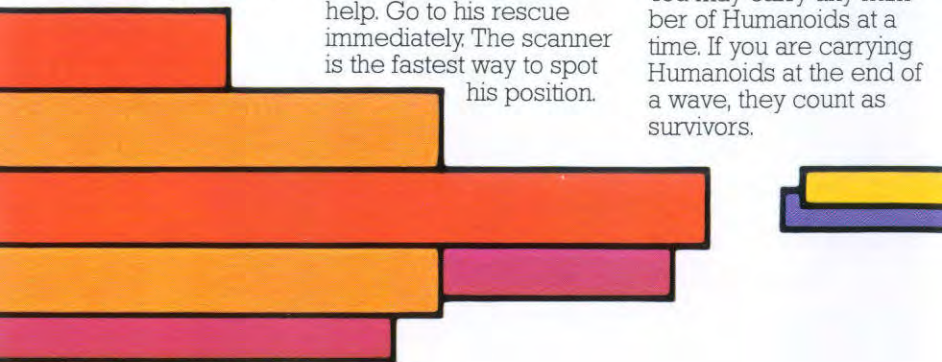 help. Go to his rescue
immediately. The scanner
is the fastest way to spot
his position.
ber of Humanoids at a
time. If you are carrying
Humanoids at the end of
a wave, they count as
survivors.